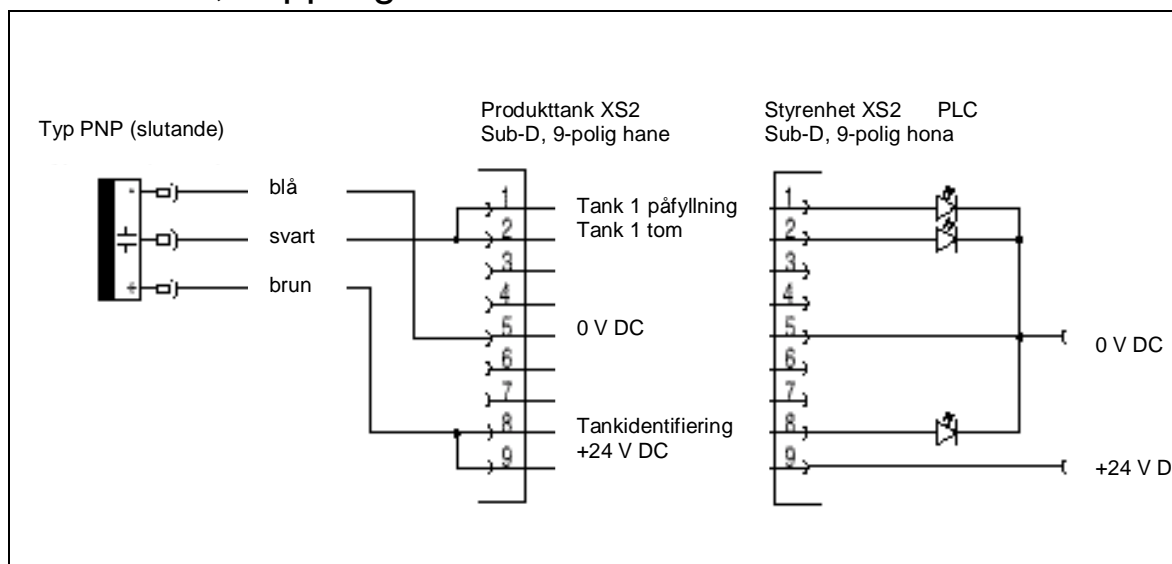 Typ PNP (slutande)
Produkttank XS2
Sub-D, 9-polig hane
Styrenhet XS2 PLC
Sub-D, 9-polig hona
blå
svart
brun
-
+
1
2
3
4
5
6
7
8
9
Tank 1 påfyllning
Tank 1 tom
0 V DC
Tankidentifiering
+24 V DC
1
2
3
4
5
6
7
8
9
0 V DC
+24 V D